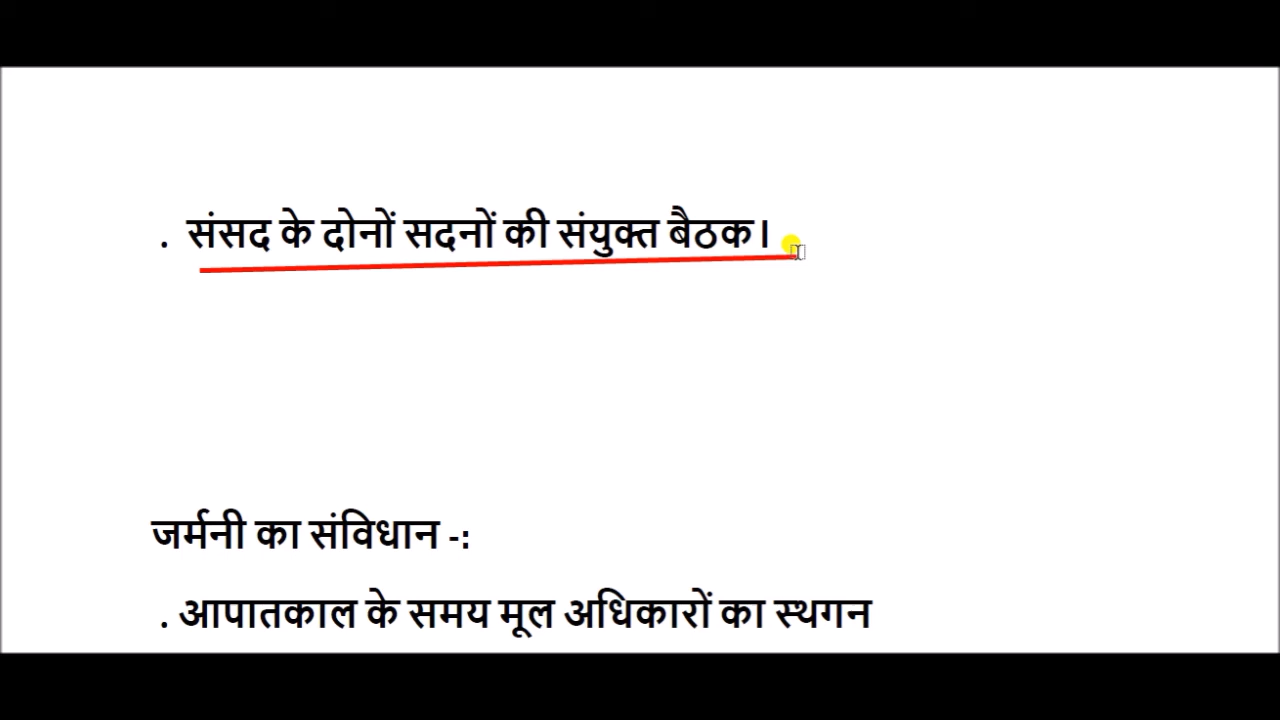 . संसद के दोनों सदनों की संयुक्त बैठक।
जर्मनी का संविधान -:
. आपातकाल के समय मूल अधिकारों का स्थगन